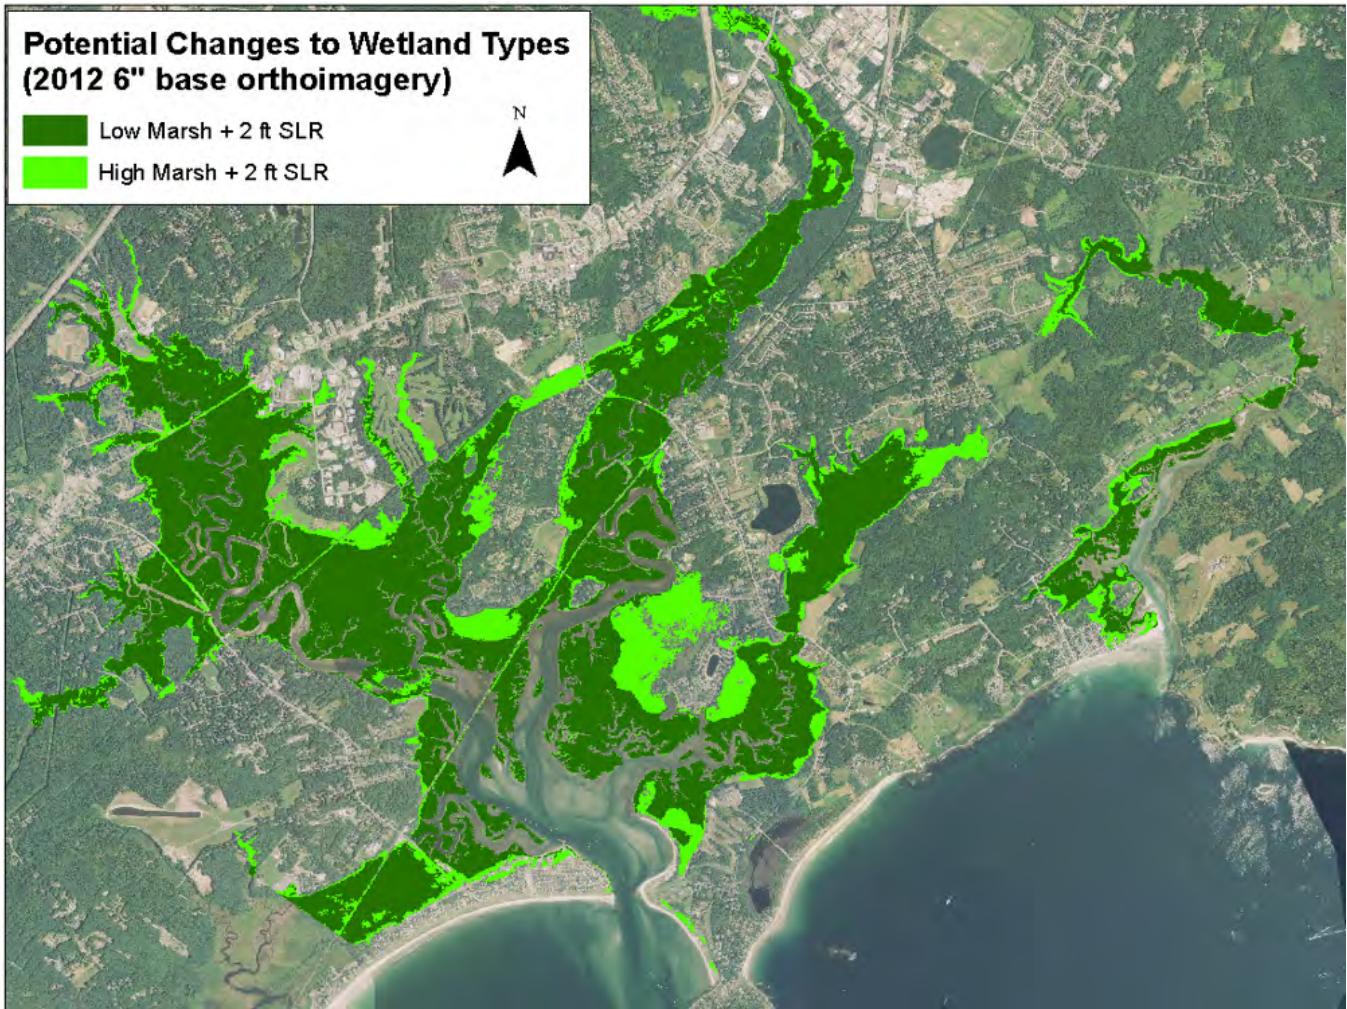 Potential Changes to Wetland Types
(2012 6" base orthoimagery)
N
Low Marsh + 2 ft SLR
High Marsh + 2 ft SLR